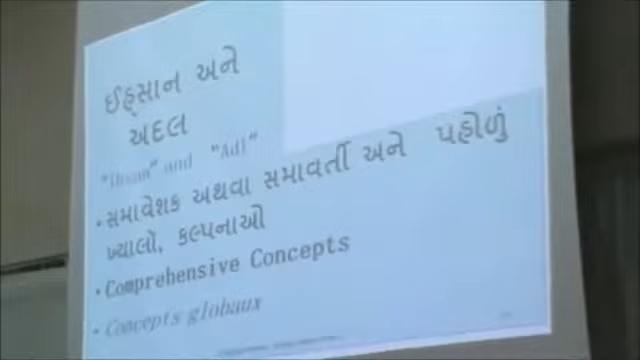 ઈહ્સાન અને
અદલ
"Ihsan" and "Adl"
• સમાવેશક અથવા સમાવર્તી અને પહોળું
ખ્યાલો, કલ્પનાઓ
• Comprehensive Concepts
• Concepts globaux